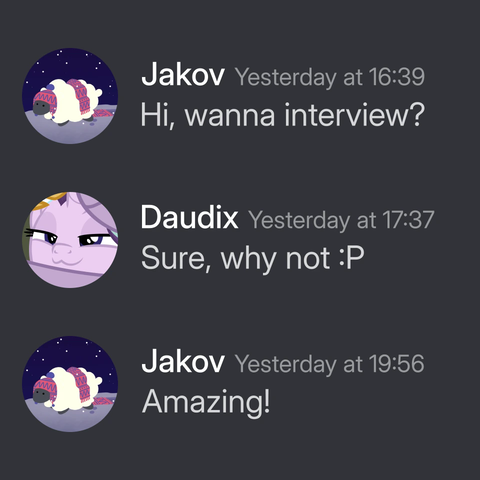 Jakov Yesterday at 16:39
Hi, wanna interview?
Daudix Yesterday at 17:37
Sure, why not :P
Jakov Yesterday at 19:56
Amazing!